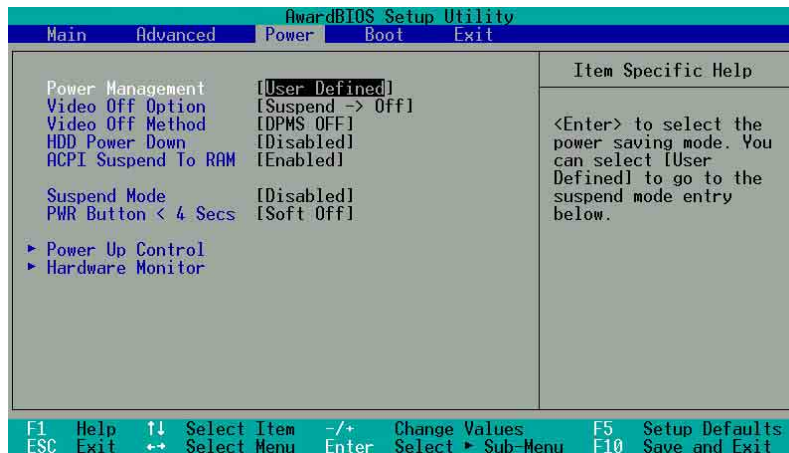 AwardBIOS Setup Utility
Main Advanced Power Boot Exit
Power Management [User Defined]
Video Off Option [Suspend -> Off]
Video Off Method [DPMS OFF]
HDD Power Down [Disabled]
ACPI Suspend To RAM [Enabled]
Suspend Mode [Disabled]
PWR Button < 4 Secs [Soft Off]
► Power Up Control
► Hardware Monitor
Item Specific Help
<Enter> to select the
power saving mode. You
can select [User
Defined] to go to the
suspend mode entry
below.
F1 Help ↑↓ Select Item -/+ Change Values F5 Setup Defaults
ESC Exit ←→ Select Menu Enter Select ► Sub-Menu F10 Save and Exit